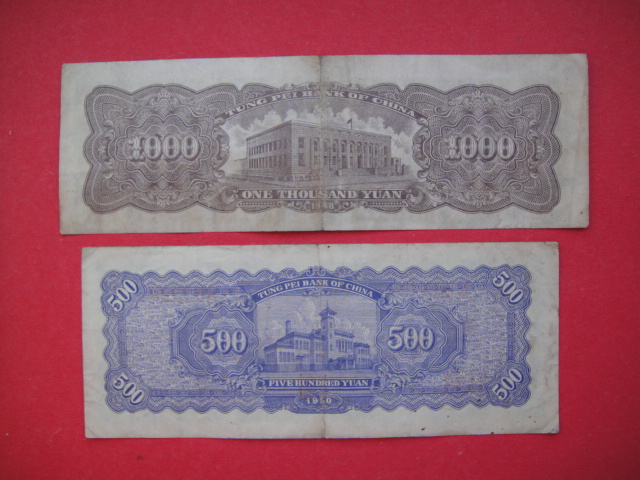 TUNG PEI BANK OF CHINA
1000 1000
ONE THOUSAND YUAN
500 500
TUNG PEI BANK OF CHINA
500 500
FIVE HUNDRED YUAN
500 500